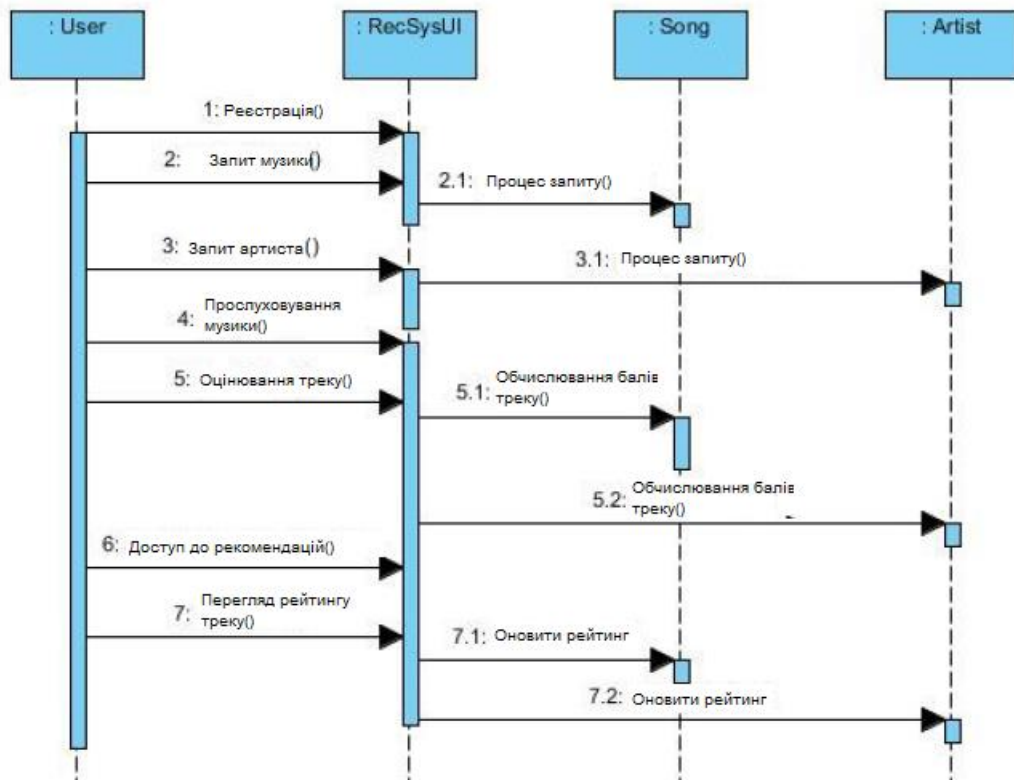 : User
: RecSysUI
: Song
: Artist
1: Реєстрація()
2: Запит музики()
2.1: Процес запиту()
3: Запит артиста()
3.1: Процес запиту()
4: Прослуховування
музики()
5: Оцінювання треку()
5.1: Обчислювання балів
треку()
5.2: Обчислювання балів
треку()
6: Доступ до рекомендацій()
7: Перегляд рейтингу
треку()
7.1: Оновити рейтинг
7.2: Оновити рейтинг